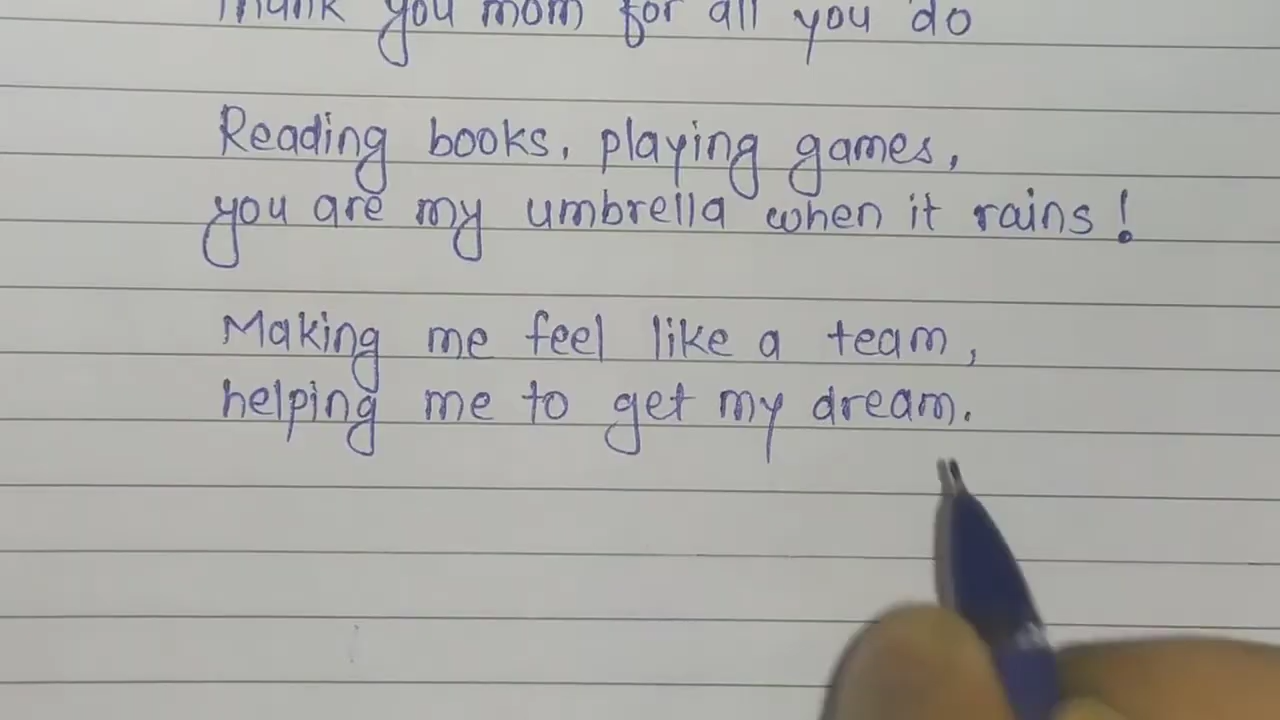 Thank you mom for all you do
Reading books, playing games,
you are my umbrella when it rains!
Making me feel like a team,
helping me to get my dream.